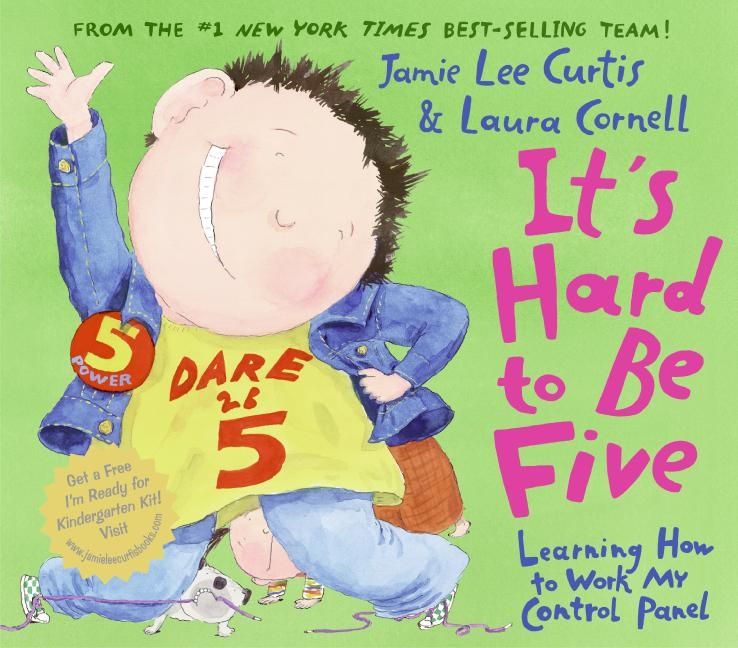 FROM THE #1 NEW YORK TIMES BEST-SELLING TEAM!
Jamie Lee Curtis
& Laura Cornell
It's
Hard
to Be
Five
Learning How
to Work My
Control Panel
5
POWER
DARE
2B
5
Get a Free
I'm Ready for
Kindergarten Kit!
Visit
www.jamieleecurtisbooks.com